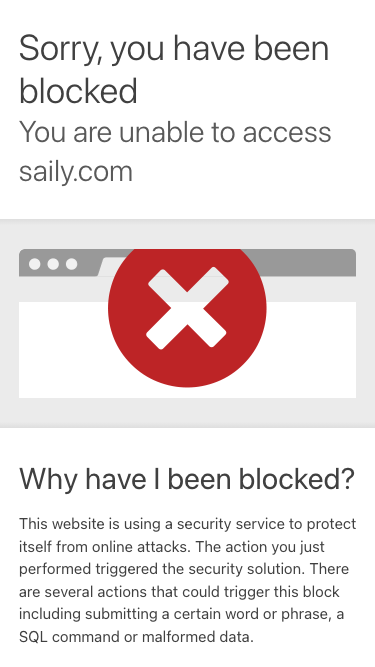 Sorry, you have been
blocked
You are unable to access
saily.com
Why have I been blocked?
This website is using a security service to protect
itself from online attacks. The action you just
performed triggered the security solution. There
are several actions that could trigger this block
including submitting a certain word or phrase, a
SQL command or malformed data.